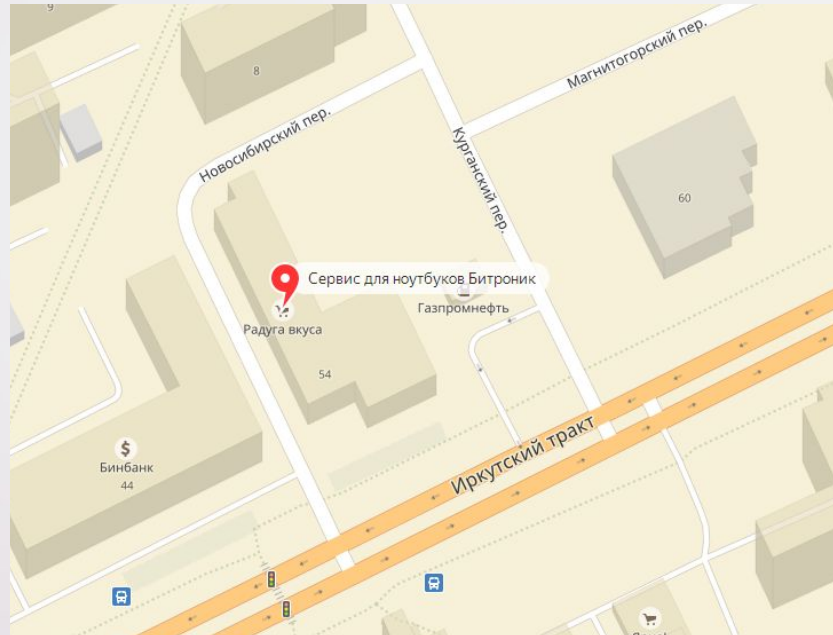 9
8
Магнитогорский пер.
Новосибирский пер.
Курганский пер.
60
Сервис для ноутбуков Битроник
Газпромнефть
Радуга вкуса
54
Иркутский тракт
$
Бинбанк
44